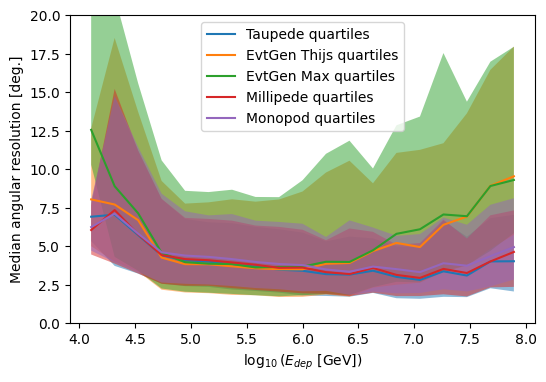 20.0
17.5
15.0
12.5
10.0
7.5
5.0
2.5
0.0
Median angular resolution [deg.]
Taupede quartiles
EvtGen Thijs quartiles
EvtGen Max quartiles
Millipede quartiles
Monopod quartiles
4.0 4.5 5.0 5.5 6.0 6.5 7.0 7.5 8.0
log₁₀(E_dep [GeV])